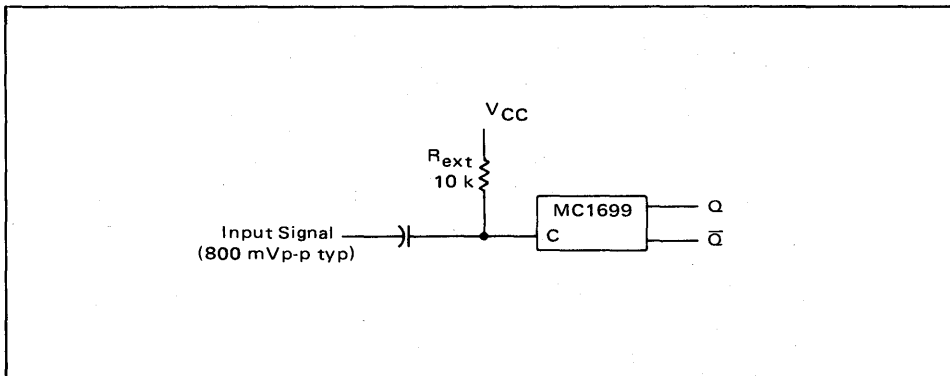 VCC
Rext
10 k
MC1699
Q
Input Signal
C
Q̅
(800 mVp-p typ)